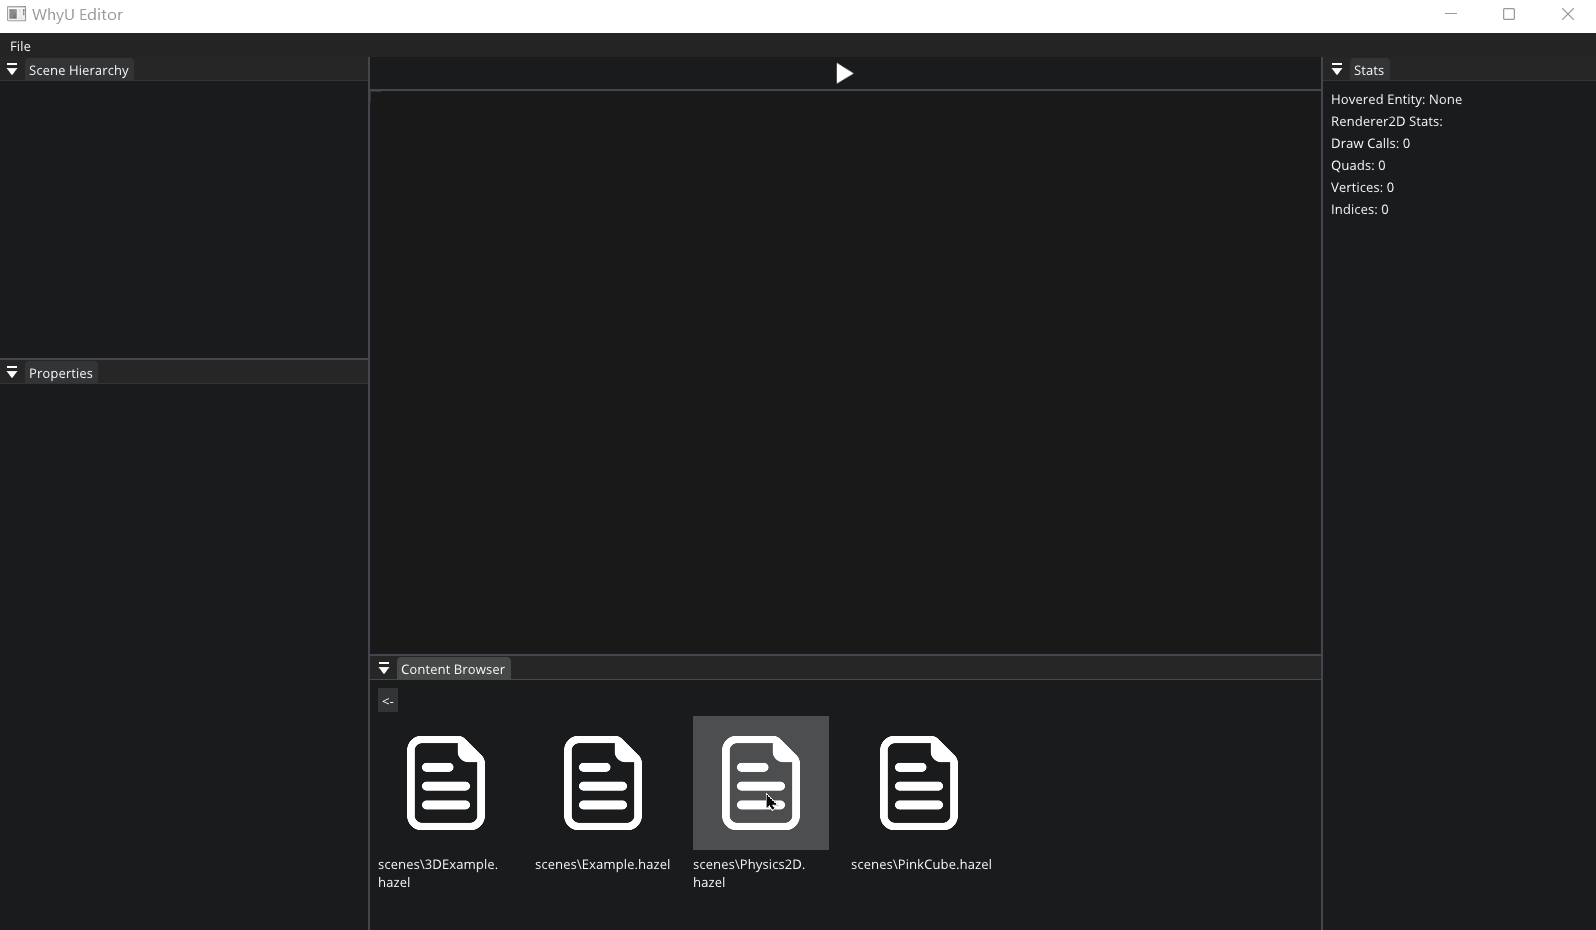 WhyU Editor
File
Scene Hierarchy
Properties
Stats
Hovered Entity: None
Renderer2D Stats:
Draw Calls: 0
Quads: 0
Vertices: 0
Indices: 0
Content Browser
<-
scenes\3DExample.
hazel
scenes\Example.hazel
scenes\Physics2D.
hazel
scenes\PinkCube.hazel